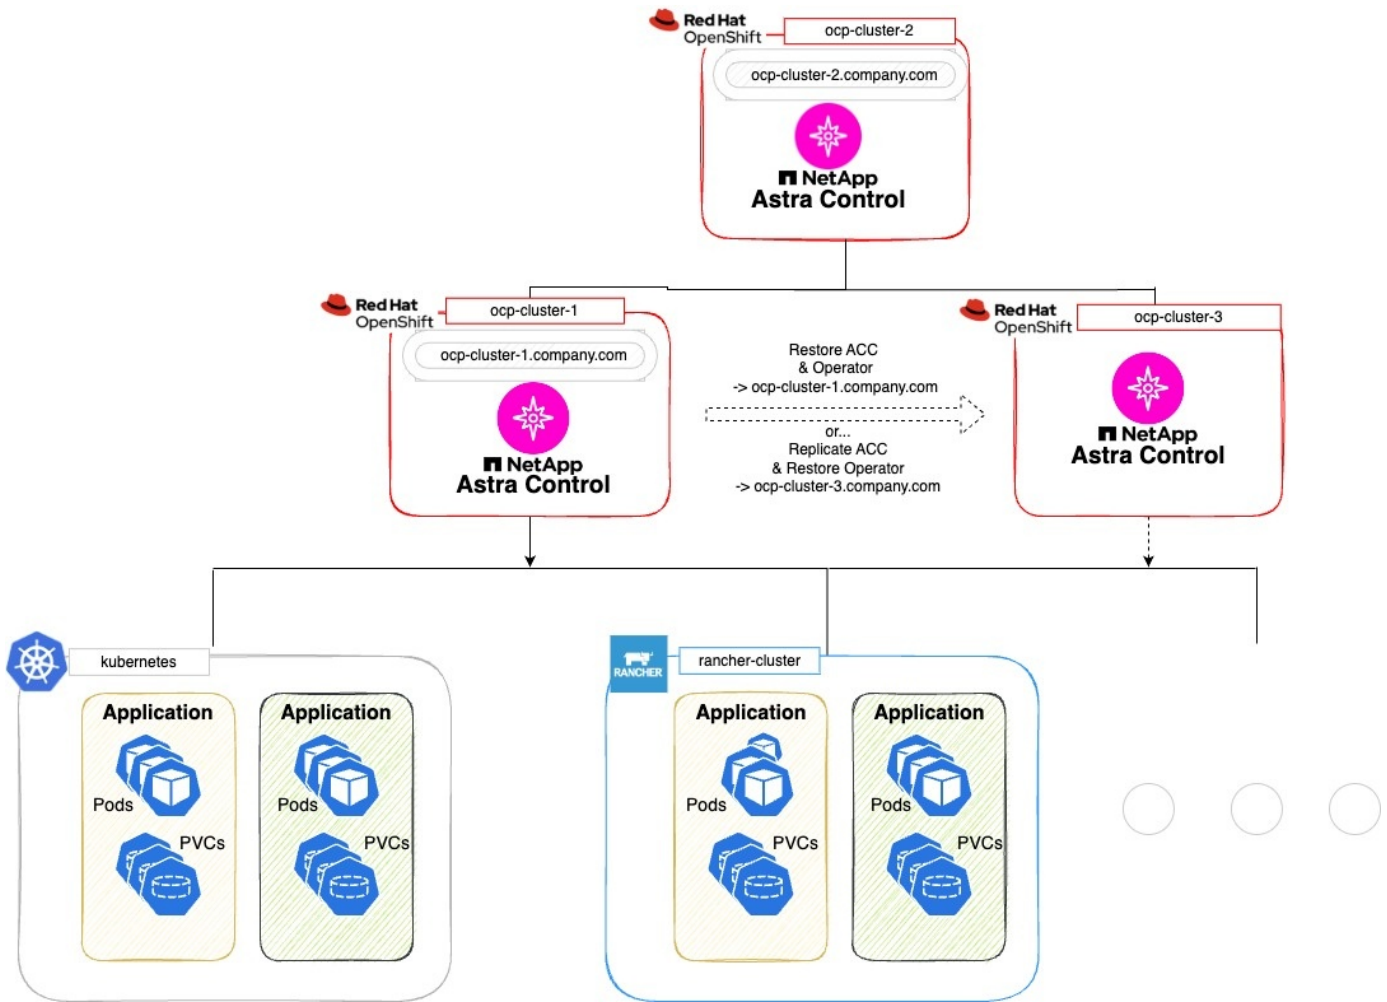 Red Hat
OpenShift
ocp-cluster-2
ocp-cluster-2.company.com
NetApp
Astra Control
Red Hat
OpenShift
ocp-cluster-1
ocp-cluster-1.company.com
NetApp
Astra Control
Restore ACC
& Operator
-> ocp-cluster-1.company.com
or...
Replicate ACC
& Restore Operator
-> ocp-cluster-3.company.com
Red Hat
OpenShift
ocp-cluster-3
NetApp
Astra Control
kubernetes
Application
Pods
PVCs
Application
Pods
PVCs
RANCHER
rancher-cluster
Application
Pods
PVCs
Application
Pods
PVCs